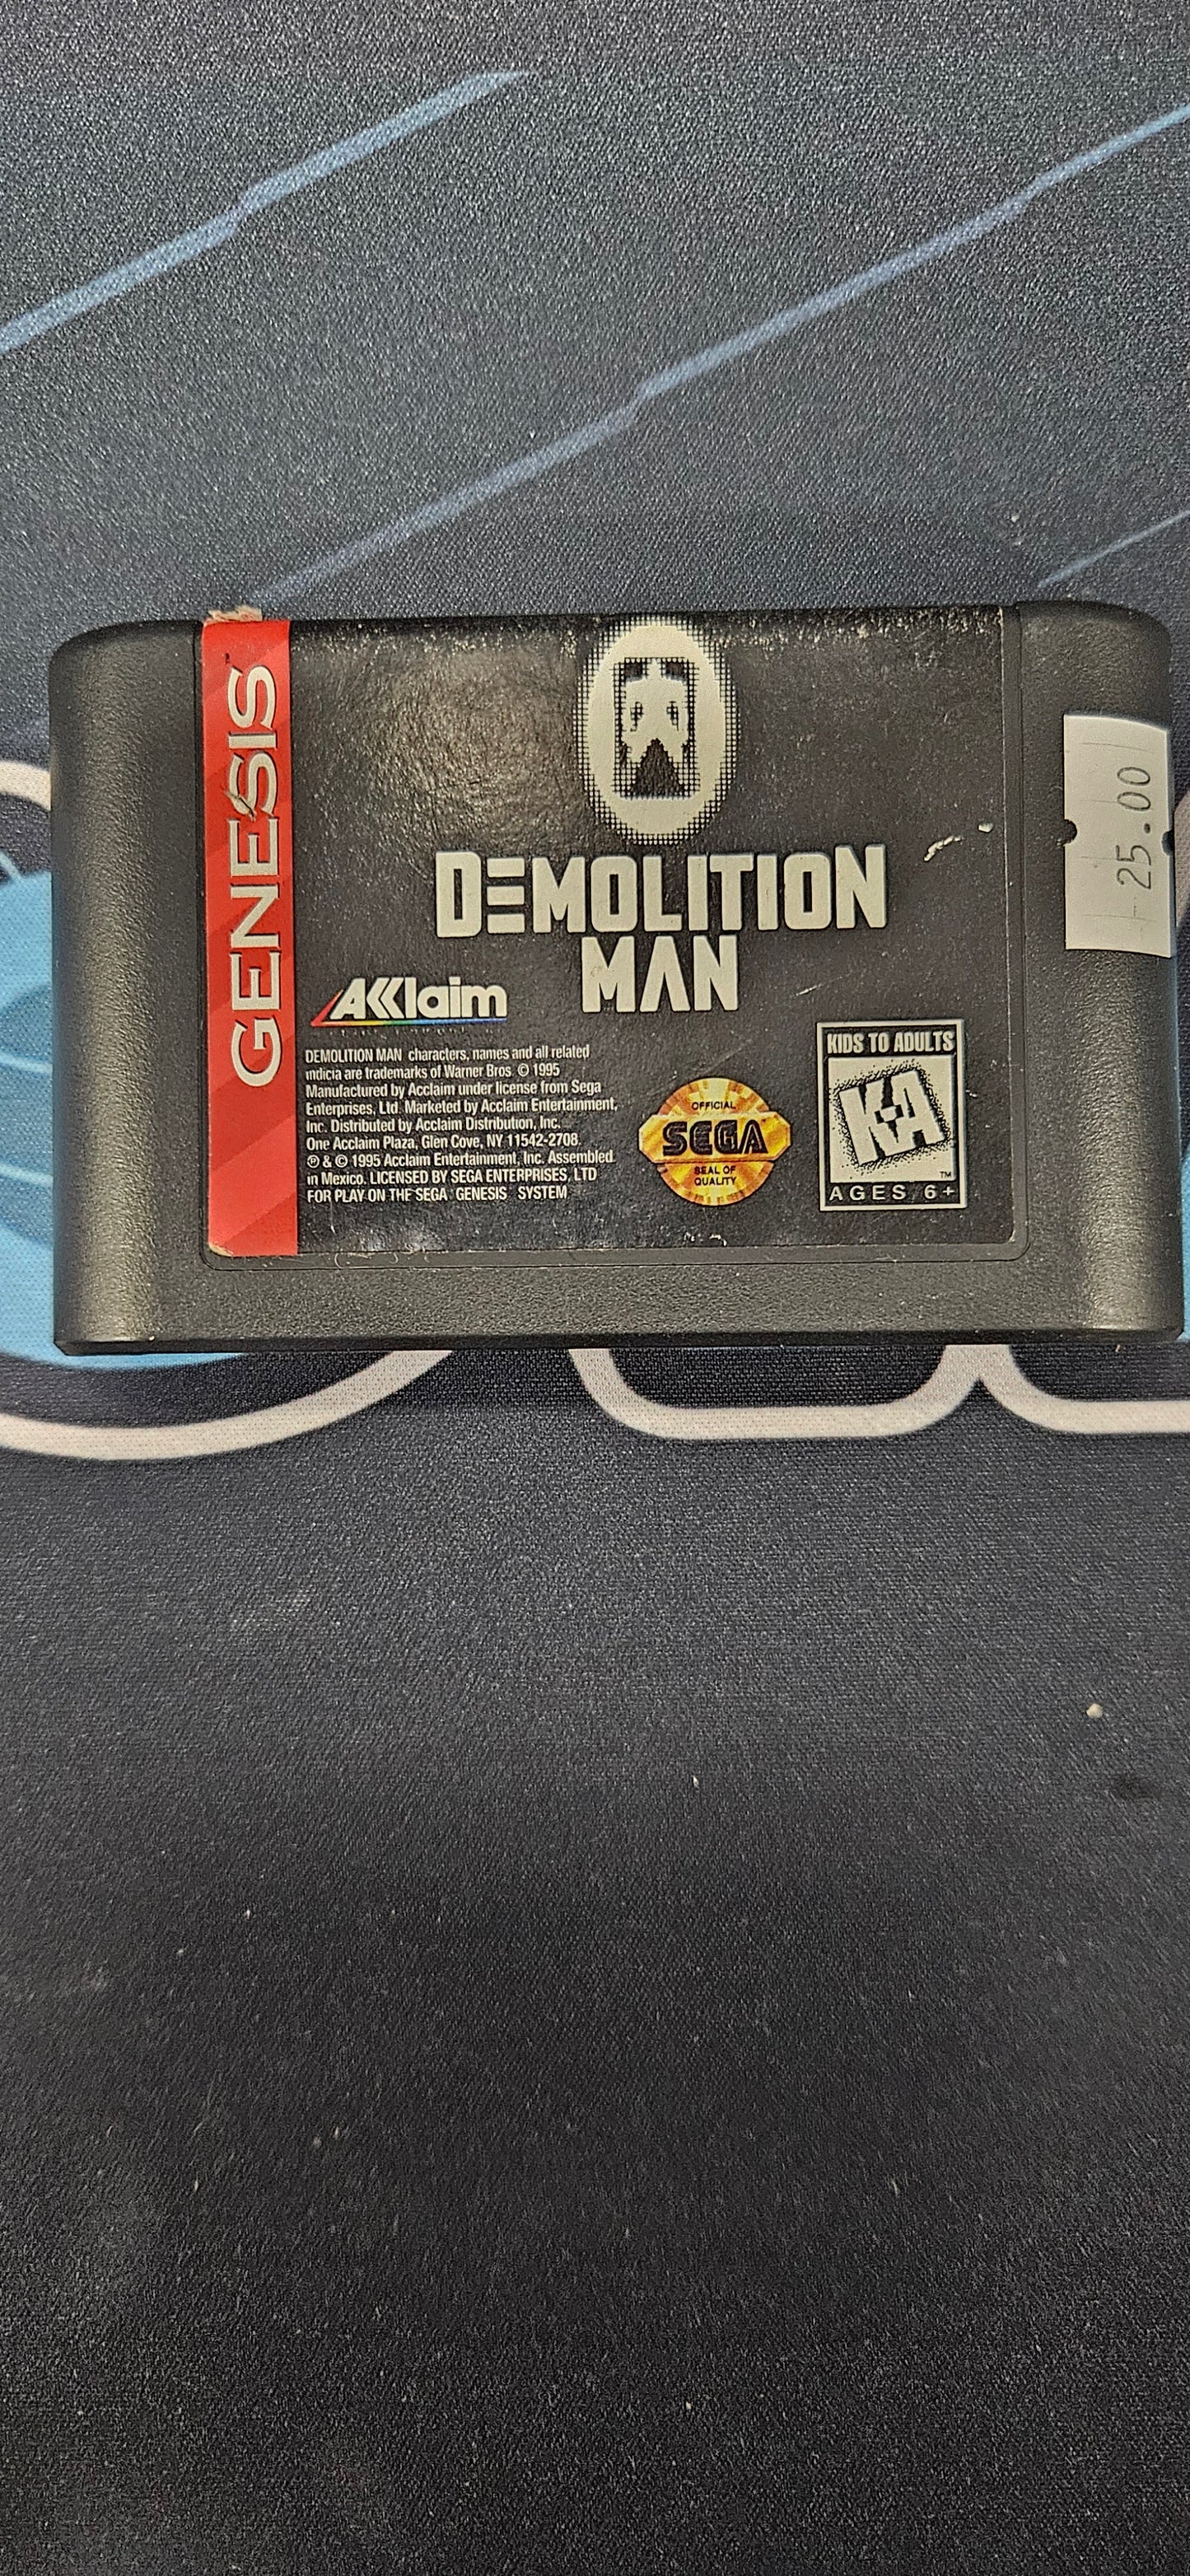 GENESIS™
DEMOLITION
MAN
AKKlaim
25.00
DEMOLITION MAN characters, names and all related
indicia are trademarks of Warner Bros. © 1995
Manufactured by Acclaim under license from Sega
Enterprises, Ltd. Marketed by Acclaim Entertainment,
Inc. Distributed by Acclaim Distribution, Inc.
One Acclaim Plaza, Glen Cove, NY 11542-2708.
℗ & © 1995 Acclaim Entertainment, Inc. Assembled
in Mexico. LICENSED BY SEGA ENTERPRISES, LTD
FOR PLAY ON THE SEGA GENESIS SYSTEM
OFFICIAL
SEGA
SEAL OF
QUALITY
KIDS TO ADULTS
K-A
™
AGES 6+